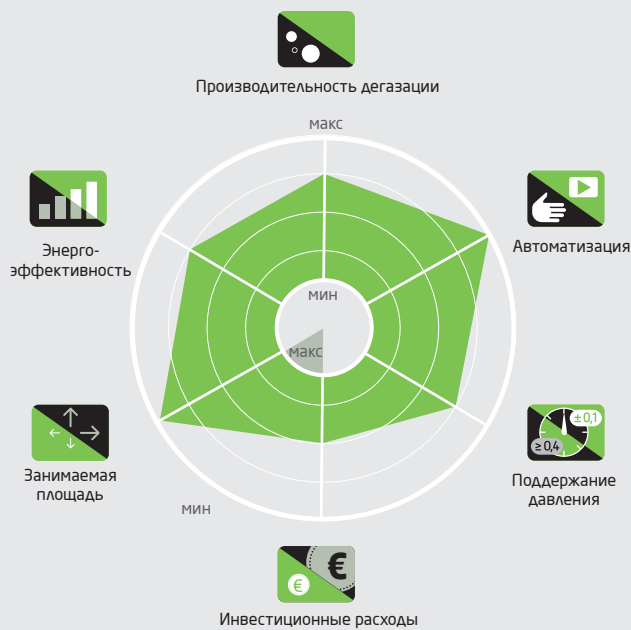 Производительность дегазации
макс
Энерго-
эффективность
Автоматизация
мин
макс
±0,1
≥0,4
Занимаемая
площадь
Поддержание
давления
мин
€
€
Инвестиционные расходы